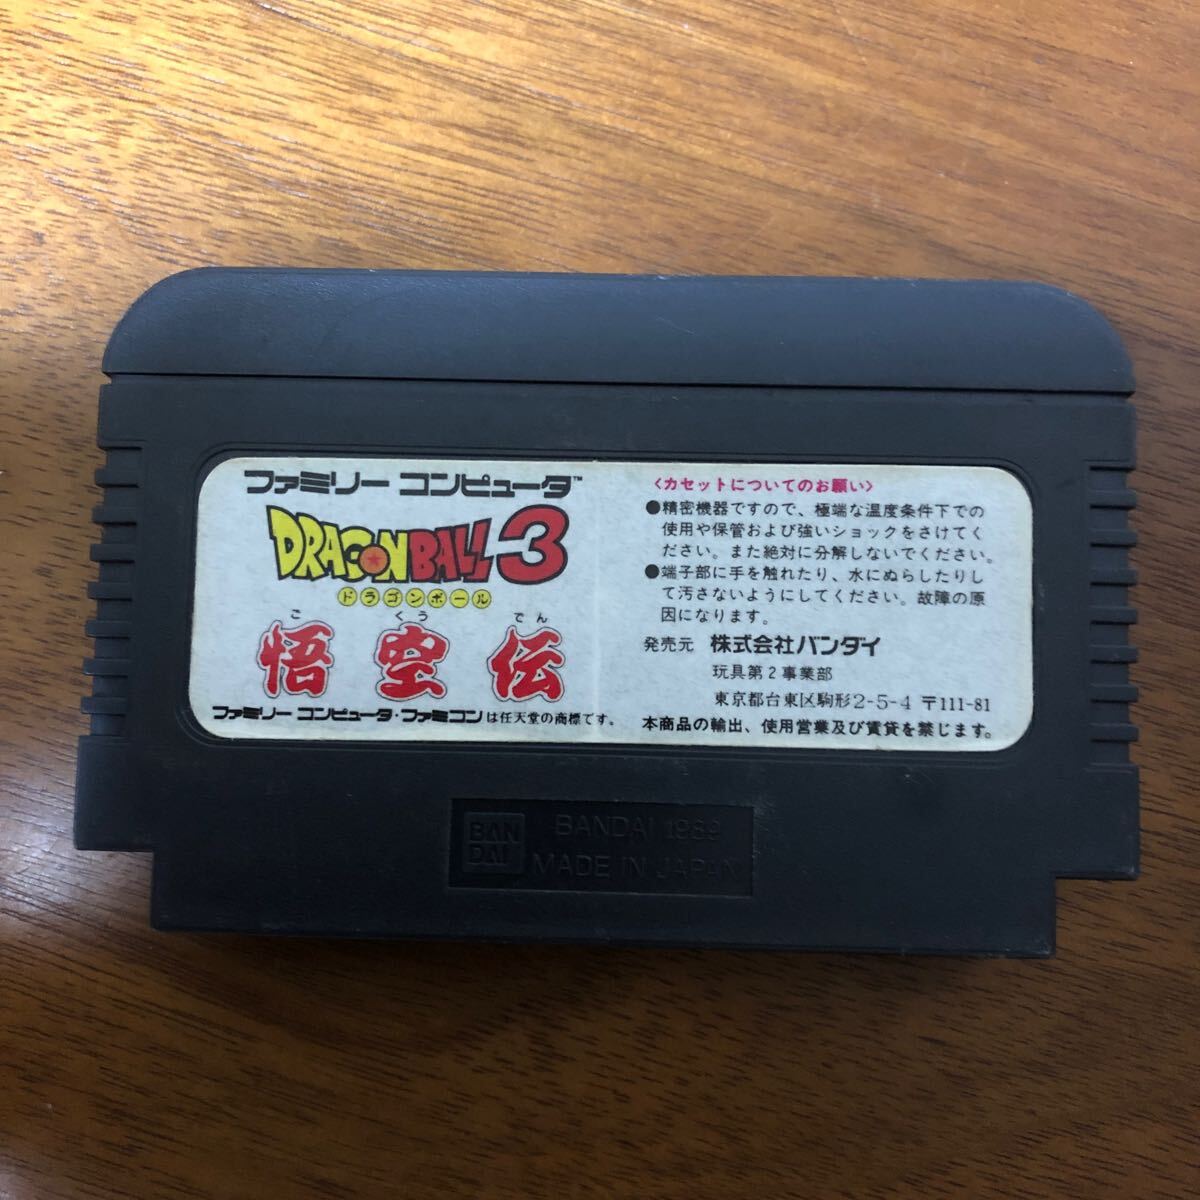 ファミリー コンピュータ™
DRAGON BALL 3
ドラゴンボール
ご くう でん
悟空伝
ファミリー コンピュータ・ファミコンは任天堂の商標です。
〈カセットについてのお願い〉
●精密機器ですので、極端な温度条件下での
使用や保管および強いショックをさけてく
ださい。また絶対に分解しないでください。
●端子部に手を触れたり、水にぬらしたりし
て汚さないようにしてください。故障の原
因になります。
発売元 株式会社バンダイ
玩具第2事業部
東京都台東区駒形2-5-4 〒111-81
本商品の輸出、使用営業及び賃貸を禁じます。
BAN
DAI
BANDAI 1989
MADE IN JAPAN